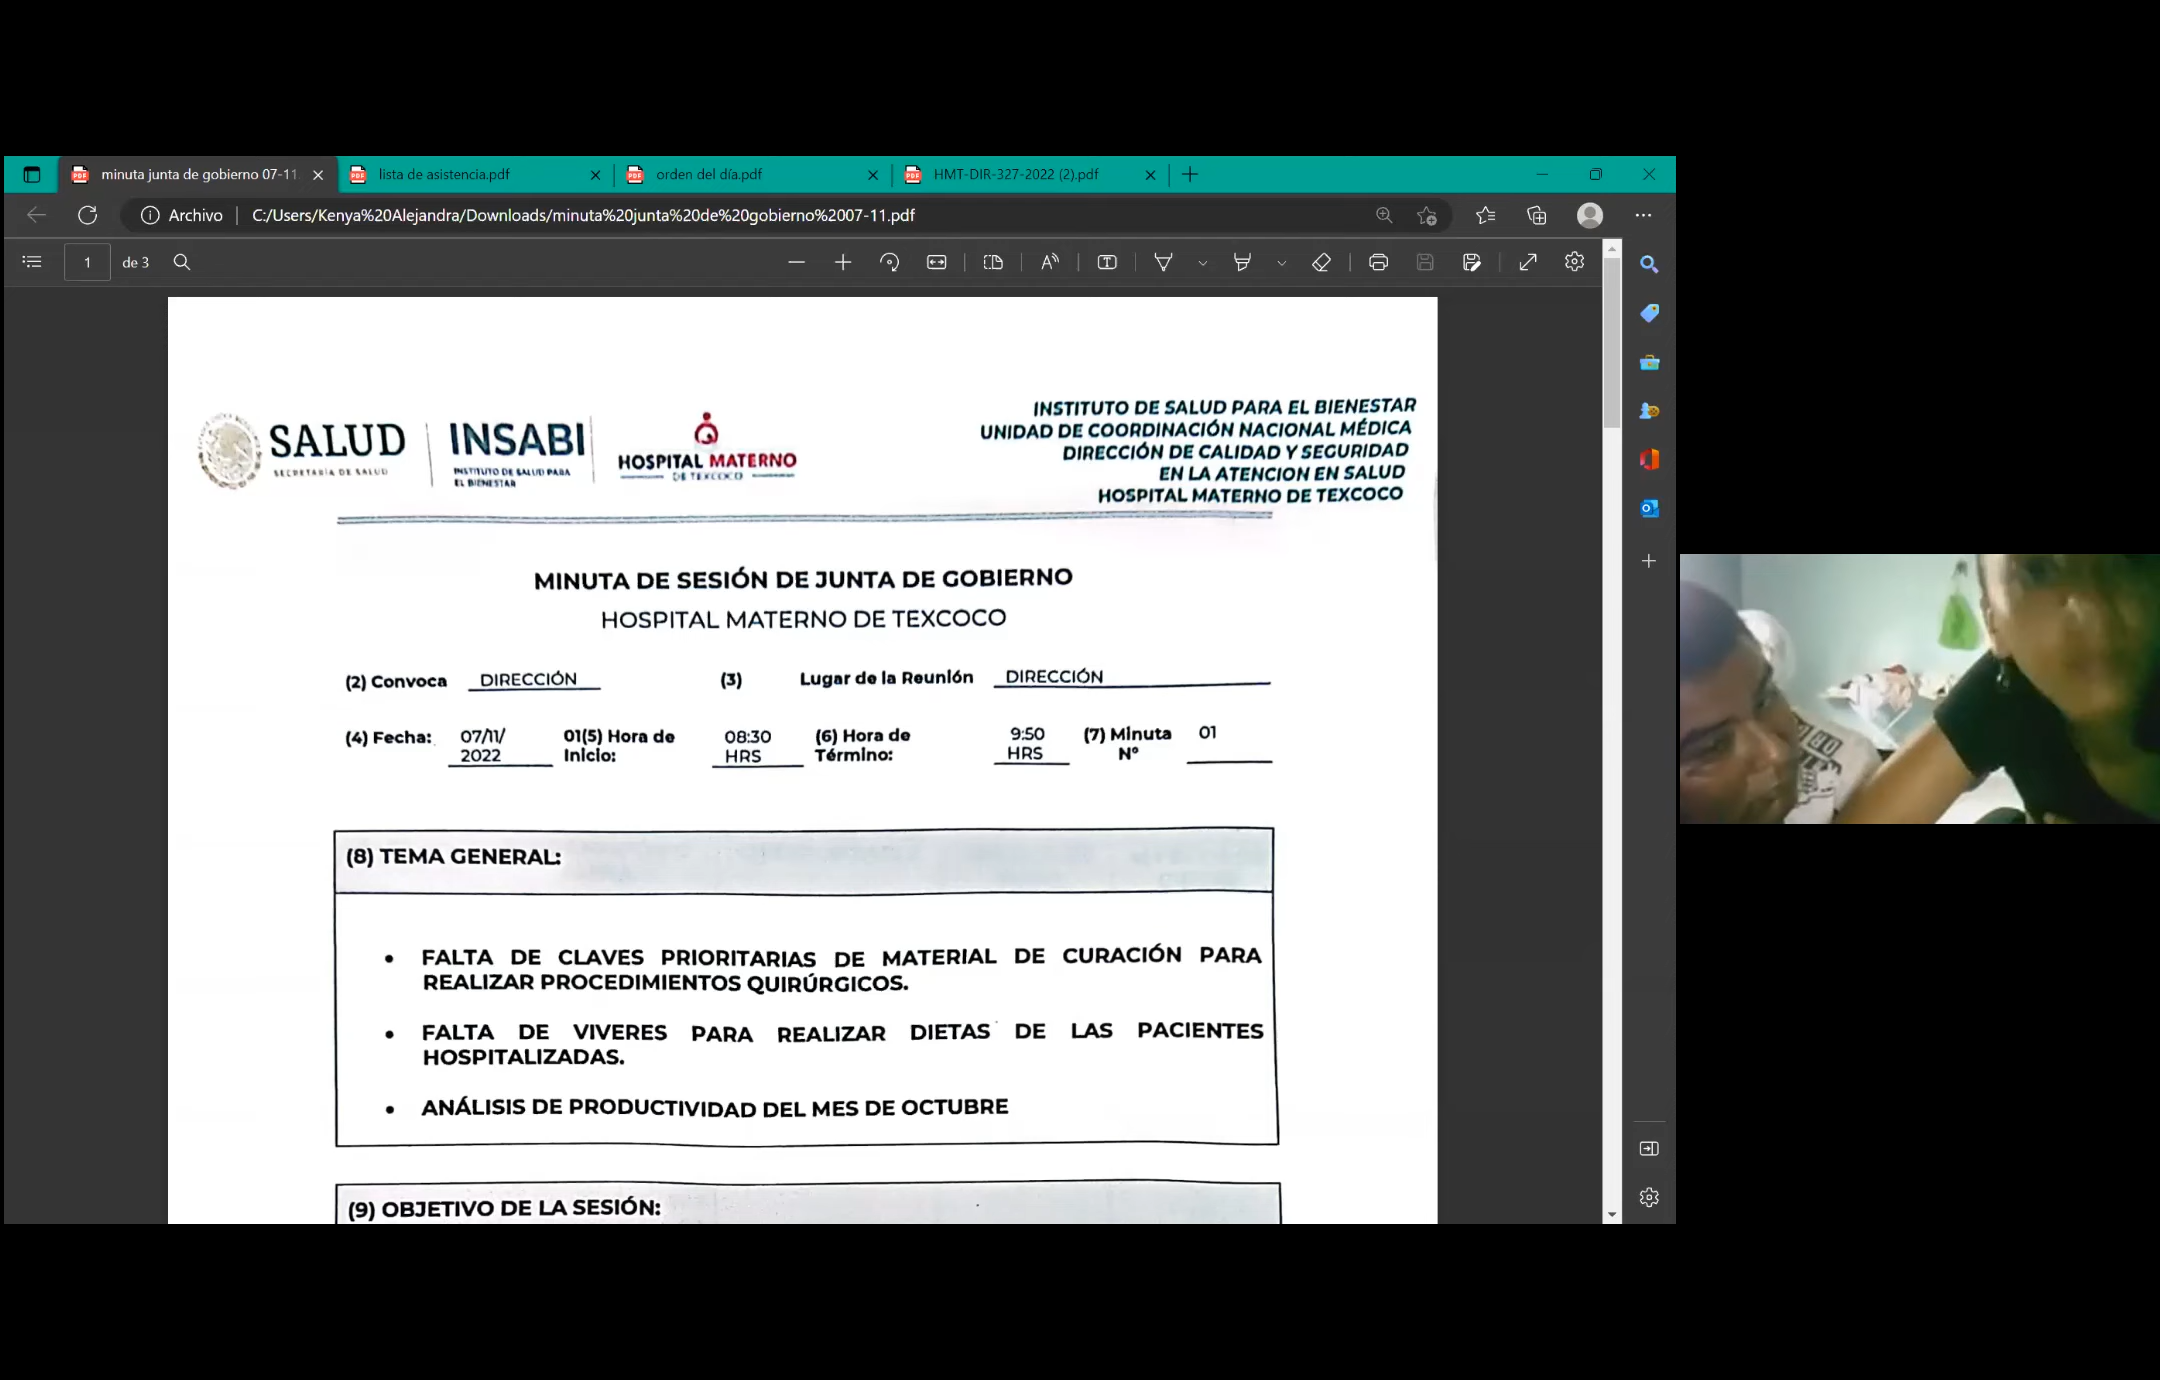 minuta junta de gobierno 07-11
lista de asistencia.pdf
orden del día.pdf
HMT-DIR-327-2022 (2).pdf
Archivo
C:/Users/Kenya%20Alejandra/Downloads/minuta%20junta%20de%20gobierno%2007-11.pdf
1 de 3
SALUD
SECRETARÍA DE SALUD
INSABI
INSTITUTO DE SALUD PARA
EL BIENESTAR
HOSPITAL MATERNO
DE TEXCOCO
INSTITUTO DE SALUD PARA EL BIENESTAR
UNIDAD DE COORDINACIÓN NACIONAL MÉDICA
DIRECCIÓN DE CALIDAD Y SEGURIDAD
EN LA ATENCION EN SALUD
HOSPITAL MATERNO DE TEXCOCO
MINUTA DE SESIÓN DE JUNTA DE GOBIERNO
HOSPITAL MATERNO DE TEXCOCO
(2) Convoca DIRECCIÓN (3) Lugar de la Reunión DIRECCIÓN
(4) Fecha: 07/11/ 01(5) Hora de 08:30 (6) Hora de 9:50 (7) Minuta 01
2022 Inicio: HRS Término: HRS N°
(8) TEMA GENERAL:
• FALTA DE CLAVES PRIORITARIAS DE MATERIAL DE CURACIÓN PARA
REALIZAR PROCEDIMIENTOS QUIRÚRGICOS.
• FALTA DE VIVERES PARA REALIZAR DIETAS DE LAS PACIENTES
HOSPITALIZADAS.
• ANÁLISIS DE PRODUCTIVIDAD DEL MES DE OCTUBRE
(9) OBJETIVO DE LA SESIÓN: